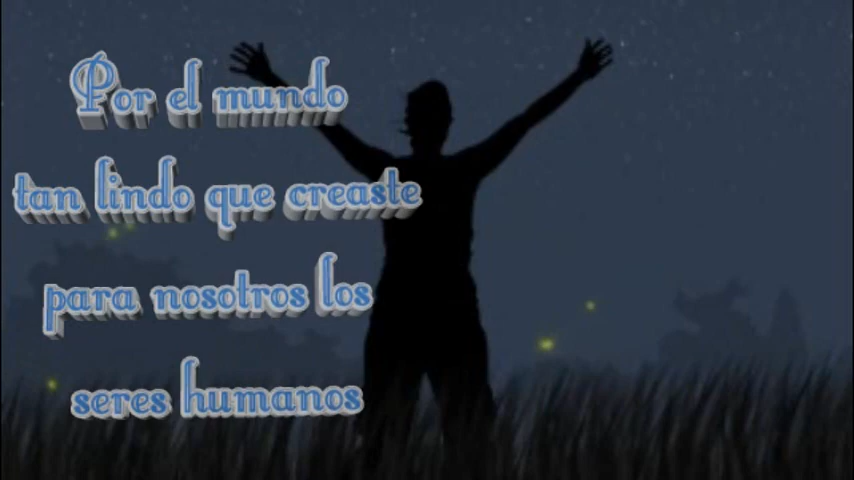 Por el mundo
tan lindo que creaste
para nosotros los
seres humanos